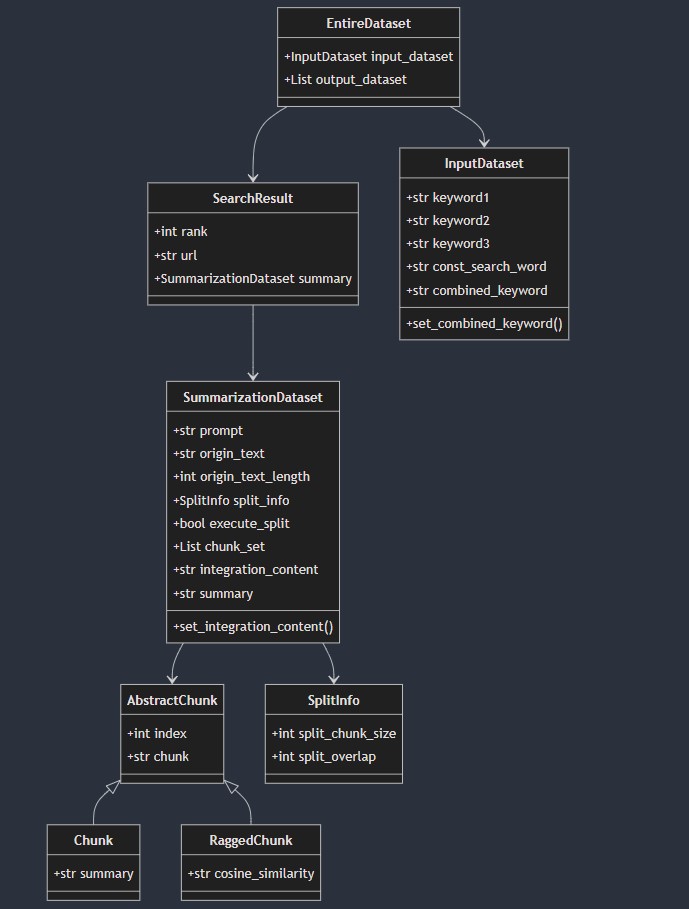 EntireDataset
+InputDataset input_dataset
+List output_dataset
InputDataset
+str keyword1
+str keyword2
+str keyword3
+str const_search_word
+str combined_keyword
+set_combined_keyword()
SearchResult
+int rank
+str url
+SummarizationDataset summary
SummarizationDataset
+str prompt
+str origin_text
+int origin_text_length
+SplitInfo split_info
+bool execute_split
+List chunk_set
+str integration_content
+str summary
+set_integration_content()
AbstractChunk
+int index
+str chunk
SplitInfo
+int split_chunk_size
+int split_overlap
Chunk
+str summary
RaggedChunk
+str cosine_similarity